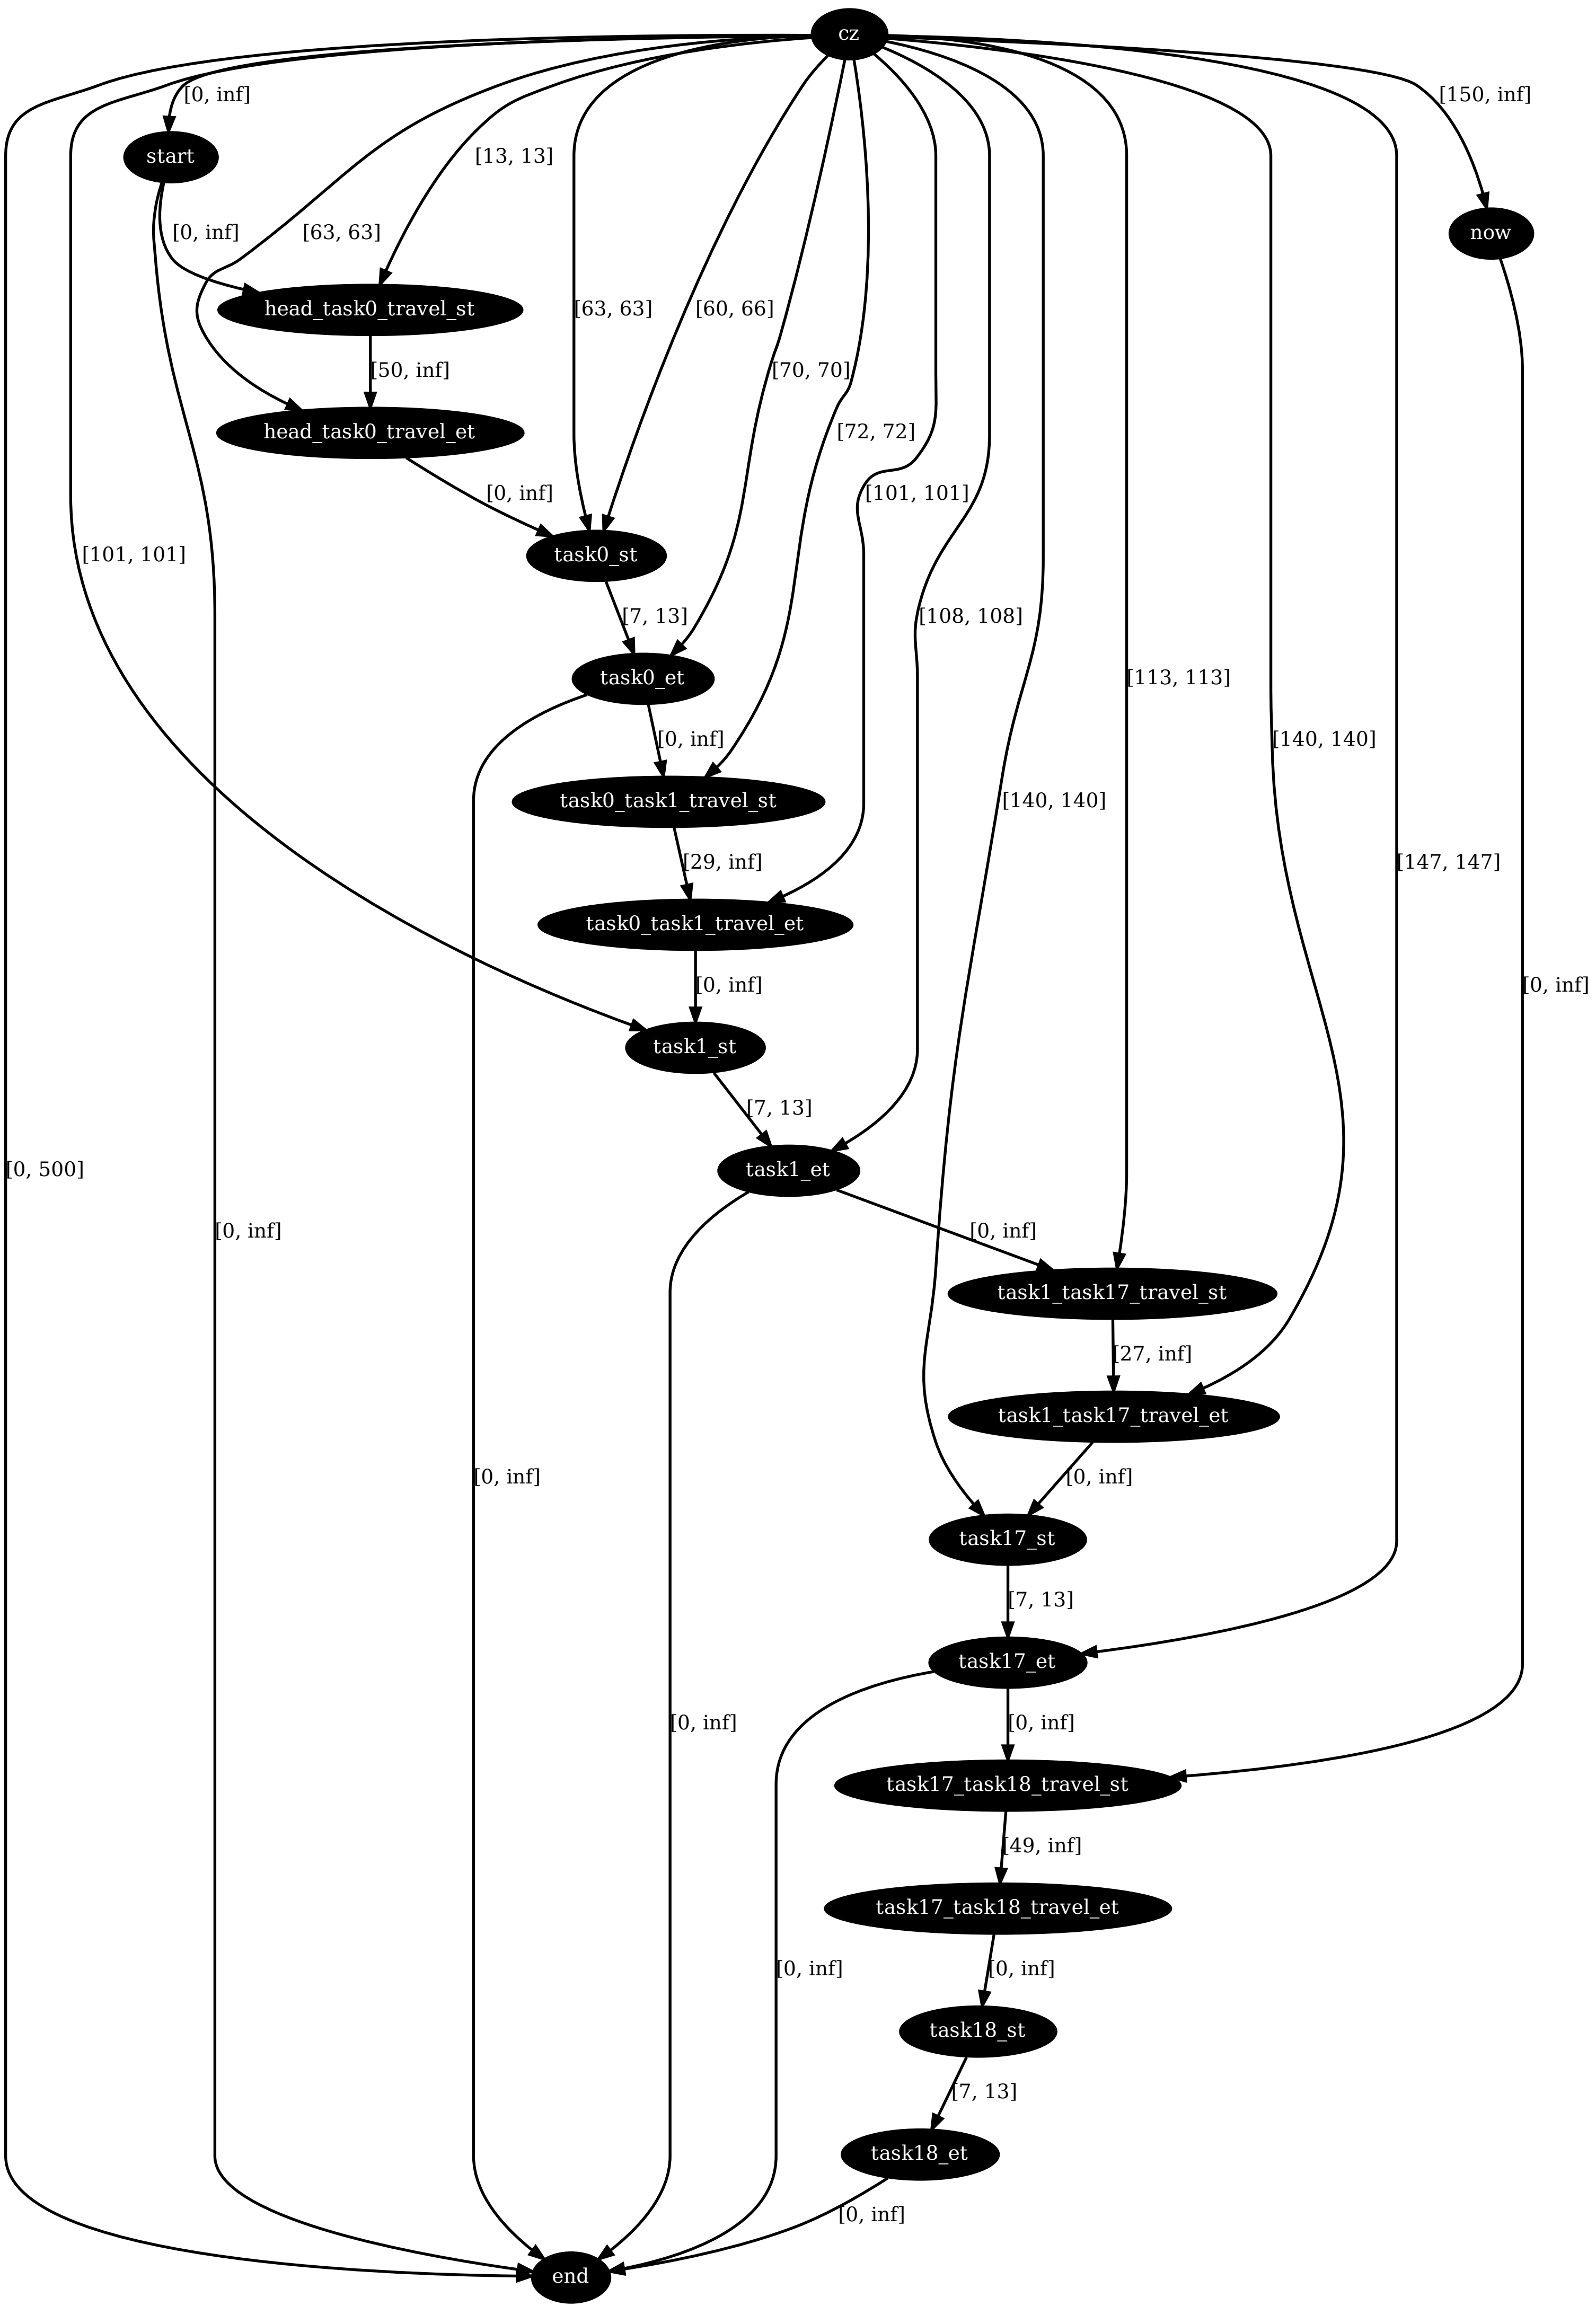 cz
[0, inf]
[150, inf]
start
[13, 13]
now
[0, inf]
[63, 63]
head_task0_travel_st
[63, 63]
[60, 66]
[50, inf]
[70, 70]
head_task0_travel_et
[72, 72]
[0, inf]
[101, 101]
[101, 101]
task0_st
[7, 13]
[108, 108]
task0_et
[113, 113]
[0, inf]
[140, 140]
task0_task1_travel_st
[140, 140]
[29, inf]
[147, 147]
task0_task1_travel_et
[0, inf]
[0, inf]
task1_st
[7, 13]
[0, 500]
task1_et
[0, inf]
[0, inf]
task1_task17_travel_st
[27, inf]
task1_task17_travel_et
[0, inf]
[0, inf]
task17_st
[7, 13]
task17_et
[0, inf]
[0, inf]
task17_task18_travel_st
[49, inf]
task17_task18_travel_et
[0, inf]
[0, inf]
task18_st
[7, 13]
task18_et
[0, inf]
end